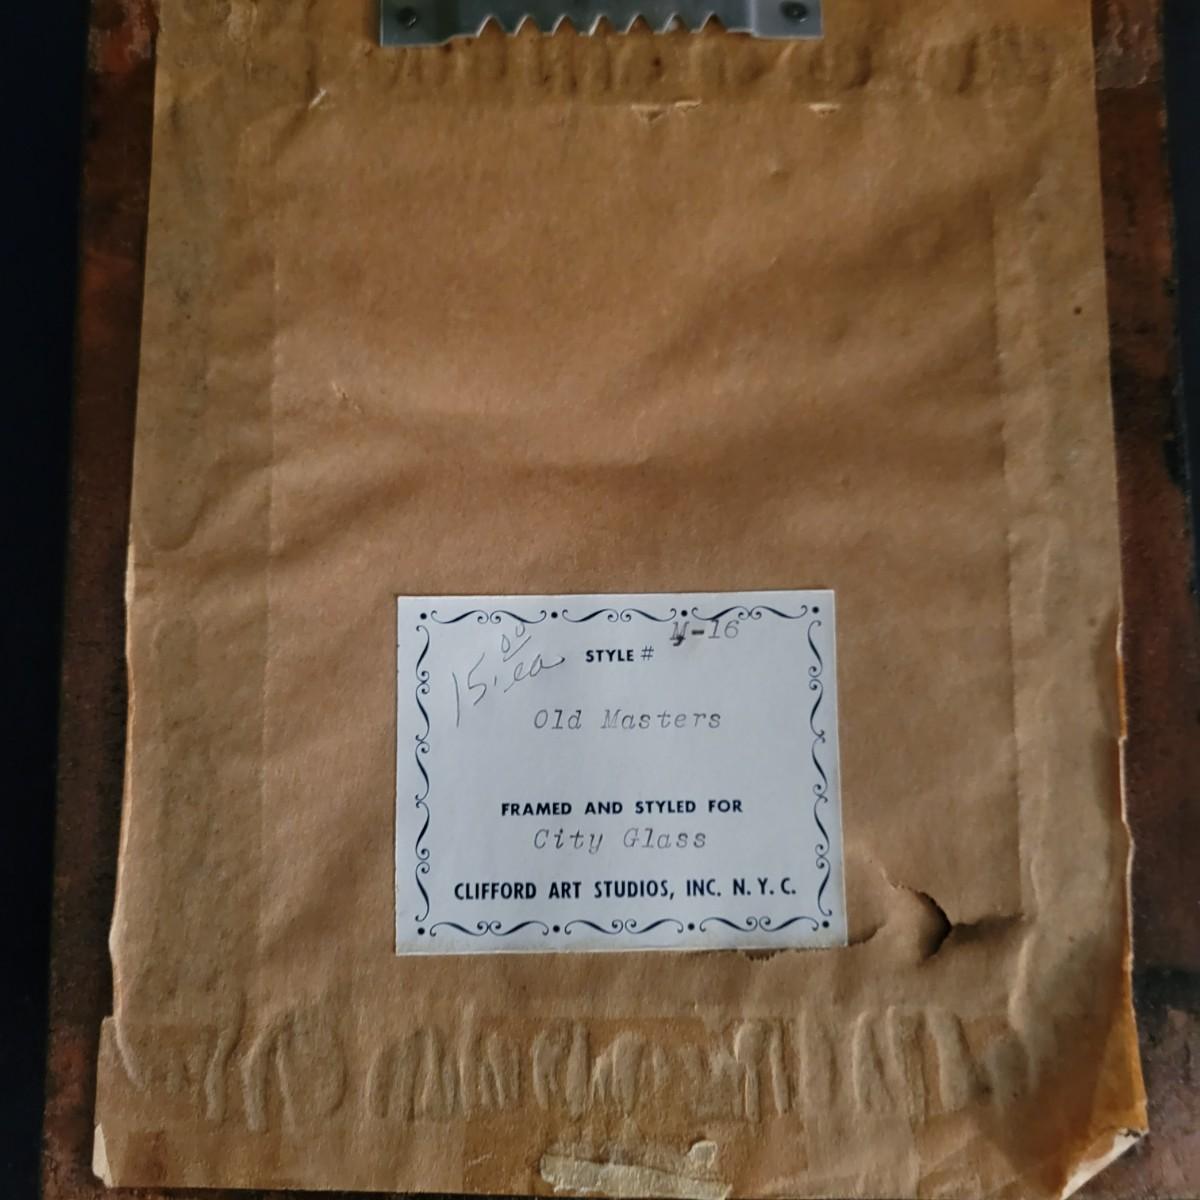 M-16
STYLE #
15.00 ea
Old Masters
FRAMED AND STYLED FOR
City Glass
CLIFFORD ART STUDIOS, INC. N. Y. C.